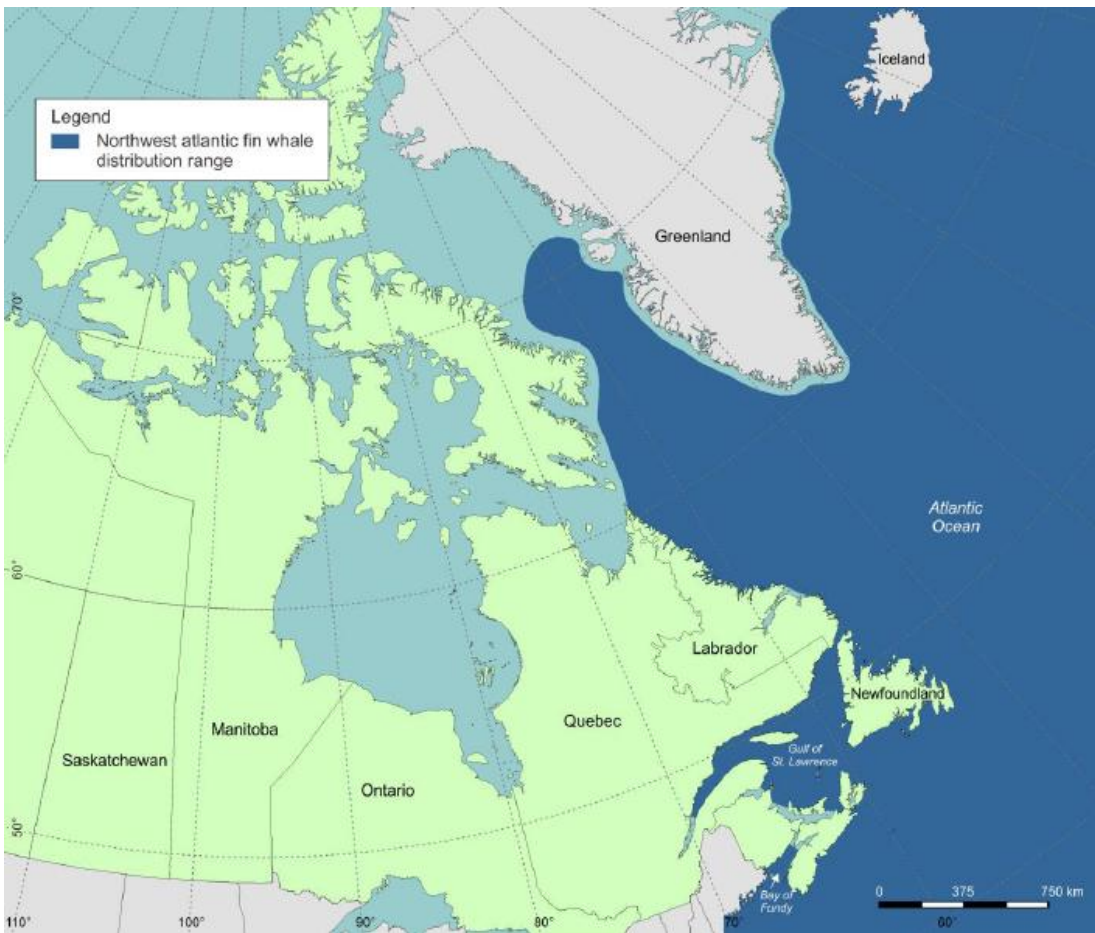 Legend
Northwest atlantic fin whale
distribution range
Iceland
Greenland
70°
Atlantic
Ocean
60°
Labrador
Newfoundland
Quebec
Manitoba
Gulf of
St. Lawrence
Saskatchewan
Ontario
50°
Bay of
Fundy
0 375 750 km
110° 100° 90° 80° 70° 60°